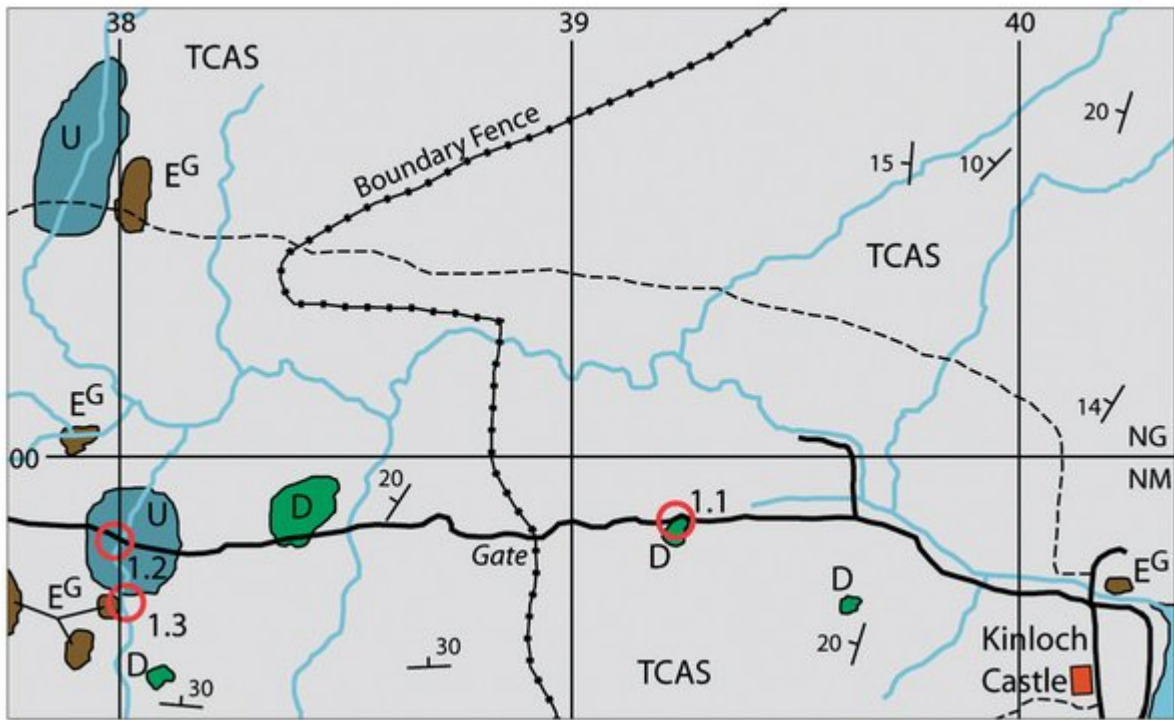 38
39
40
TCAS
20
U
Boundary Fence
15
10
Eᴳ
TCAS
14
Eᴳ
NG
00
NM
20
D
1.1
U
Gate
D
1.2
Eᴳ
Eᴳ
D
1.3
Kinloch
Castle
20
30
D
TCAS
30